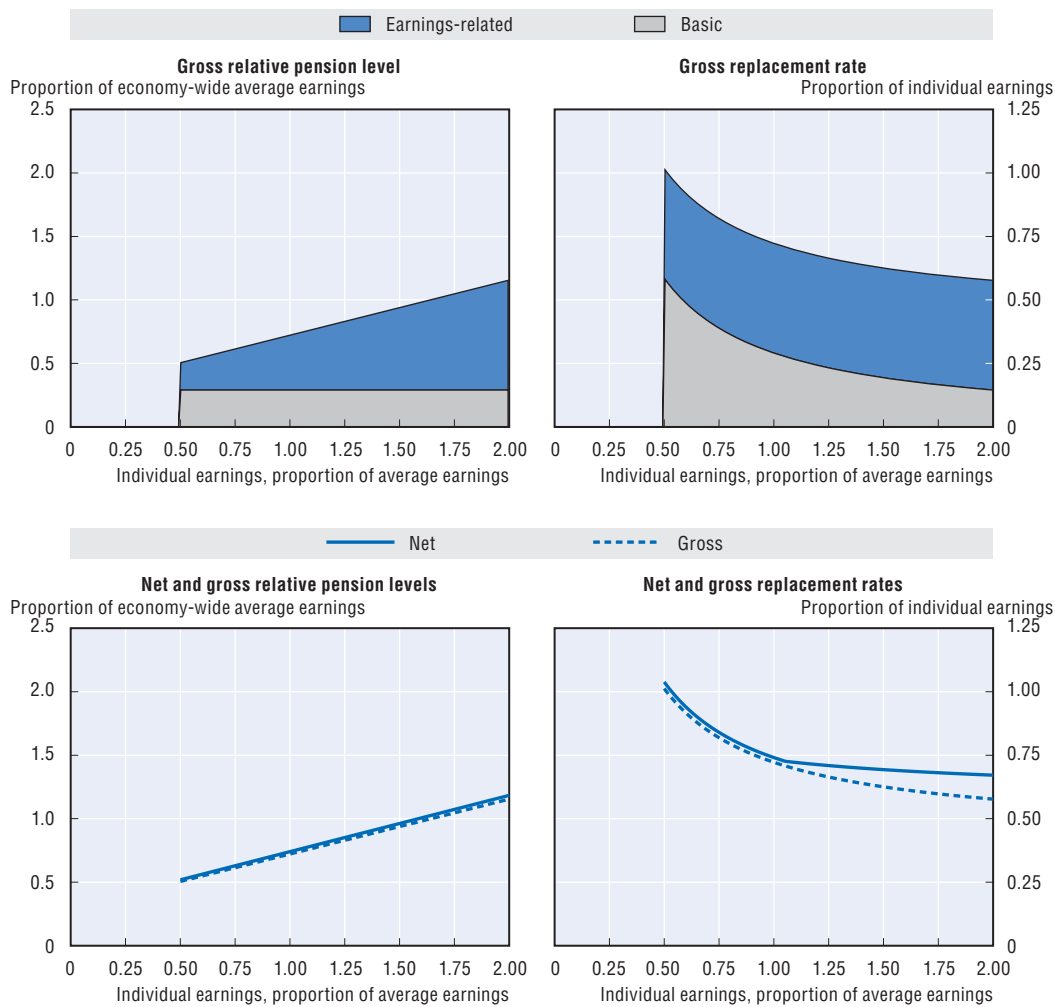 Earnings-related Basic
Gross relative pension level
Proportion of economy-wide average earnings
2.5
2.0
1.5
1.0
0.5
0
0 0.25 0.50 0.75 1.00 1.25 1.50 1.75 2.00
Individual earnings, proportion of average earnings
Gross replacement rate
Proportion of individual earnings
1.25
1.00
0.75
0.50
0.25
0
0 0.25 0.50 0.75 1.00 1.25 1.50 1.75 2.00
Individual earnings, proportion of average earnings
Net Gross
Net and gross relative pension levels
Proportion of economy-wide average earnings
2.5
2.0
1.5
1.0
0.5
0
0 0.25 0.50 0.75 1.00 1.25 1.50 1.75 2.00
Individual earnings, proportion of average earnings
Net and gross replacement rates
Proportion of individual earnings
1.25
1.00
0.75
0.50
0.25
0
0 0.25 0.50 0.75 1.00 1.25 1.50 1.75 2.00
Individual earnings, proportion of average earnings